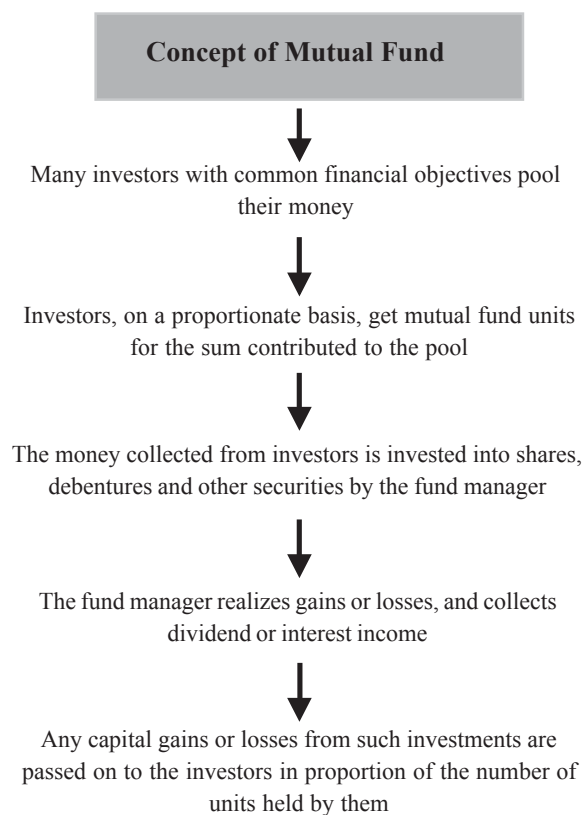 Concept of Mutual Fund
Many investors with common financial objectives pool
their money
Investors, on a proportionate basis, get mutual fund units
for the sum contributed to the pool
The money collected from investors is invested into shares,
debentures and other securities by the fund manager
The fund manager realizes gains or losses, and collects
dividend or interest income
Any capital gains or losses from such investments are
passed on to the investors in proportion of the number of
units held by them